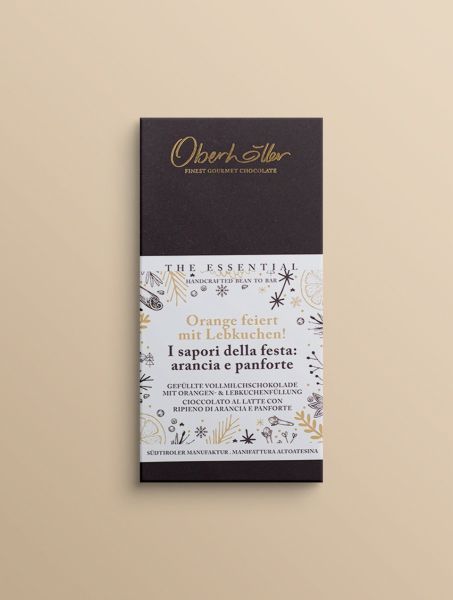 Oberhöller
FINEST GOURMET CHOCOLATE
THE ESSENTIAL
HANDCRAFTED BEAN TO BAR
Orange feiert
mit Lebkuchen!
I sapori della festa:
arancia e panforte
GEFÜLLTE VOLLMILCHSCHOKOLADE
MIT ORANGEN- & LEBKUCHENFÜLLUNG
CIOCCOLATO AL LATTE CON
RIPIENO DI ARANCIA E PANFORTE
SÜDTIROLER MANUFAKTUR . MANIFATTURA ALTOATESINA